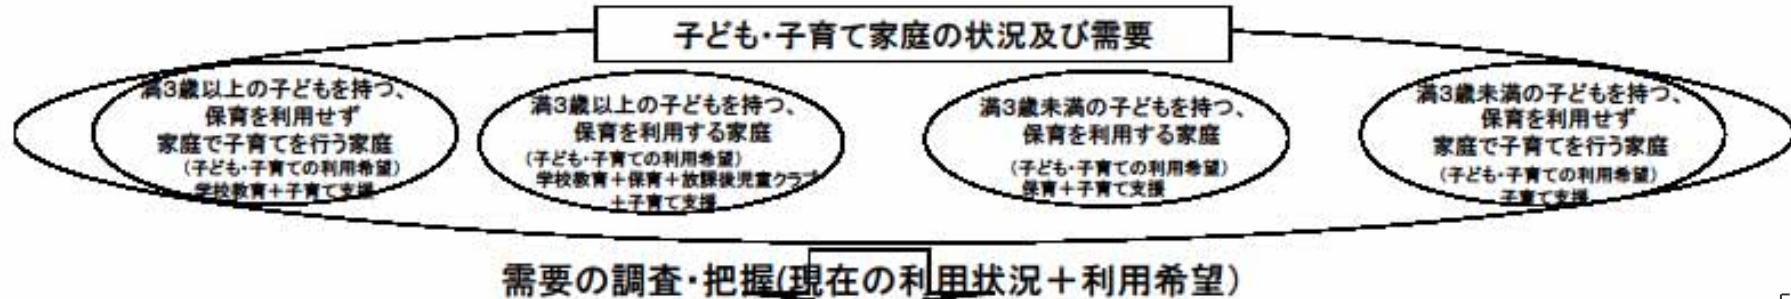 子ども・子育て家庭の状況及び需要
満3歳以上の子どもを持つ、
保育を利用せず
家庭で子育てを行う家庭
(子ども・子育ての利用希望)
学校教育+子育て支援
満3歳以上の子どもを持つ、
保育を利用する家庭
(子ども・子育ての利用希望)
学校教育+保育+放課後児童クラブ
+子育て支援
満3歳未満の子どもを持つ、
保育を利用する家庭
(子ども・子育ての利用希望)
保育+子育て支援
満3歳未満の子どもを持つ、
保育を利用せず
家庭で子育てを行う家庭
(子ども・子育ての利用希望)
子育て支援
需要の調査・把握(現在の利用状況+利用希望)